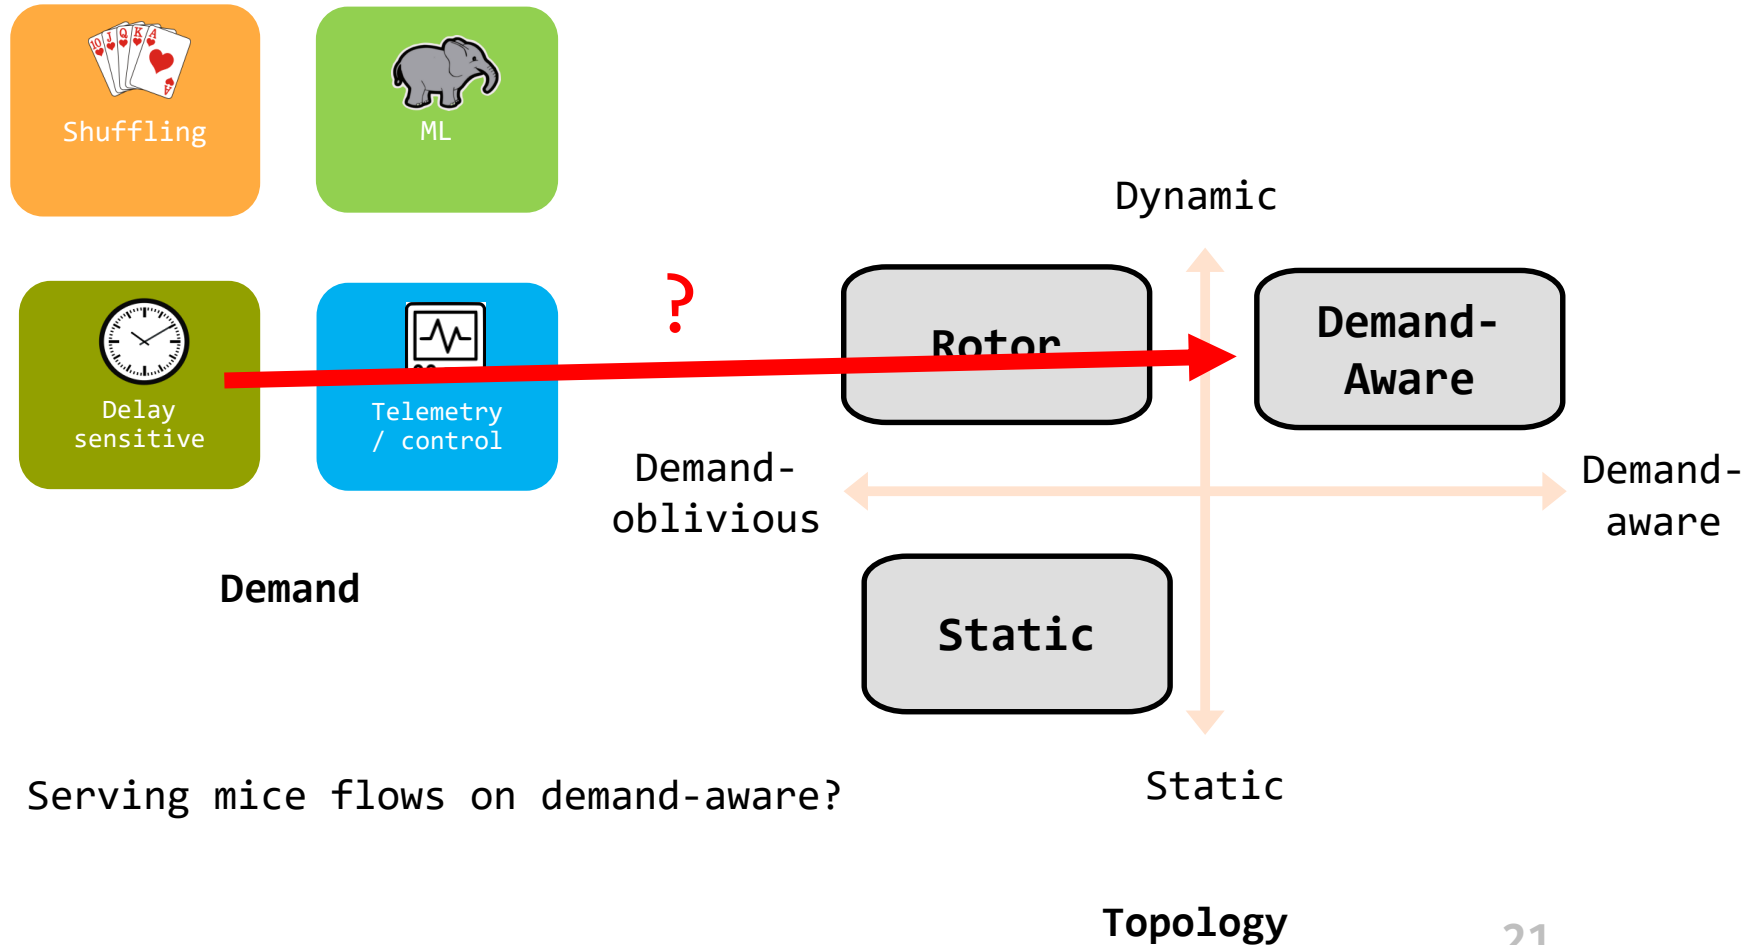 Shuffling
ML
Delay
sensitive
Telemetry
/ control
Demand
?
Dynamic
Rotor
Demand-
Aware
Demand-
oblivious
Demand-
aware
Static
Static
Serving mice flows on demand-aware?
Topology
21